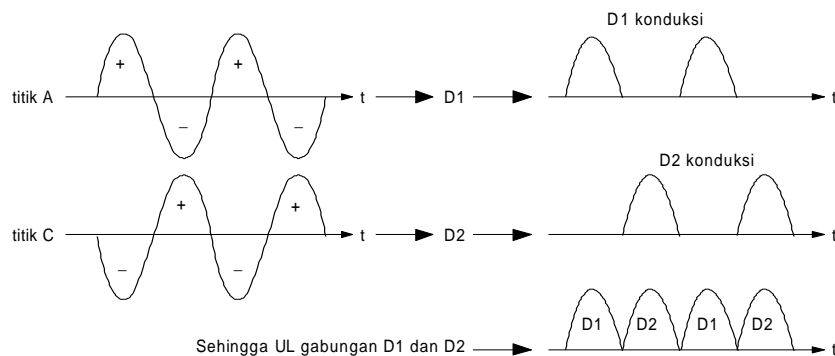 D1 konduksi
+ +
titik A t D1 t
– –
D2 konduksi
+ +
titik C t D2 t
– –
D1 D2 D1 D2
Sehingga UL gabungan D1 dan D2 t